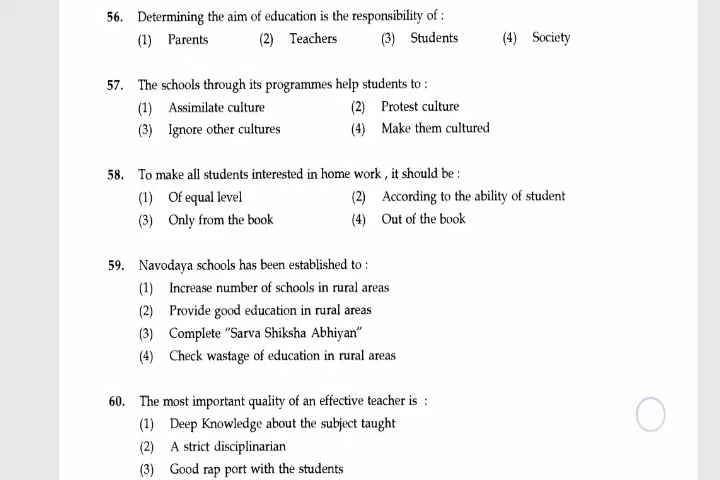 56. Determining the aim of education is the responsibility of :
(1) Parents (2) Teachers (3) Students (4) Society
57. The schools through its programmes help students to :
(1) Assimilate culture (2) Protest culture
(3) Ignore other cultures (4) Make them cultured
58. To make all students interested in home work , it should be :
(1) Of equal level (2) According to the ability of student
(3) Only from the book (4) Out of the book
59. Navodaya schools has been established to :
(1) Increase number of schools in rural areas
(2) Provide good education in rural areas
(3) Complete “Sarva Shiksha Abhiyan”
(4) Check wastage of education in rural areas
60. The most important quality of an effective teacher is :
(1) Deep Knowledge about the subject taught
(2) A strict disciplinarian
(3) Good rap port with the students